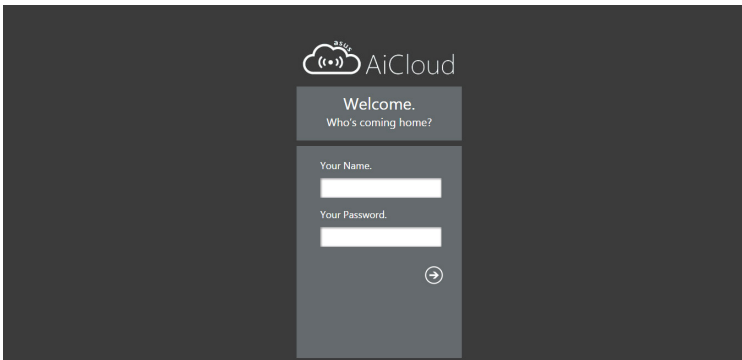 asus
AiCloud
Welcome.
Who's coming home?
Your Name.
Your Password.